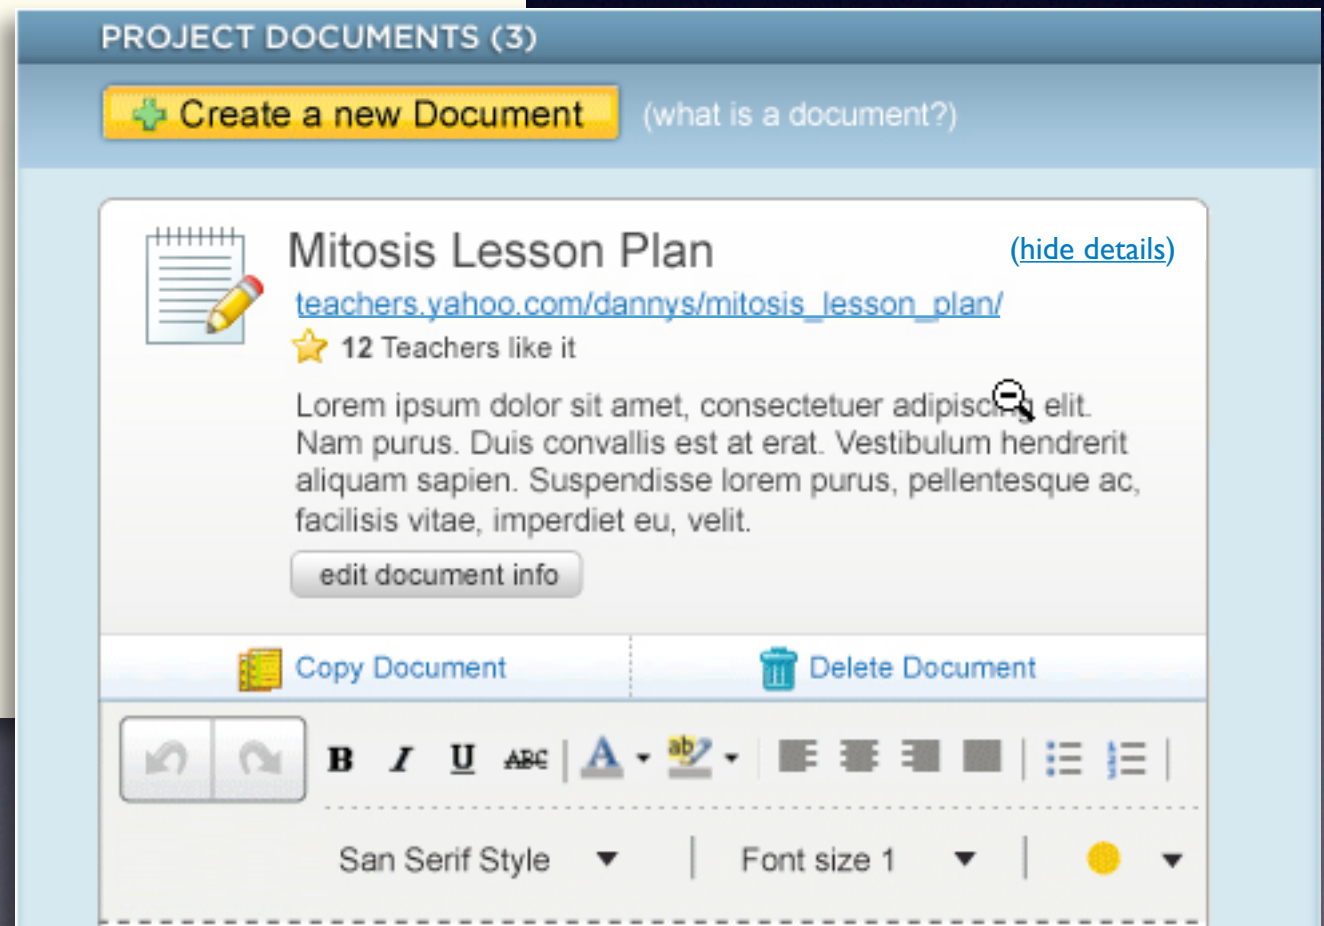 PROJECT DOCUMENTS (3)
Create a new Document (what is a document?)
Mitosis Lesson Plan (hide details)
teachers.yahoo.com/dannys/mitosis_lesson_plan/
12 Teachers like it
Lorem ipsum dolor sit amet, consectetuer adipiscing elit.
Nam purus. Duis convallis est at erat. Vestibulum hendrerit
aliquam sapien. Suspendisse lorem purus, pellentesque ac,
facilisis vitae, imperdiet eu, velit.
edit document info
Copy Document Delete Document
B I U ABC A ab
San Serif Style Font size 1